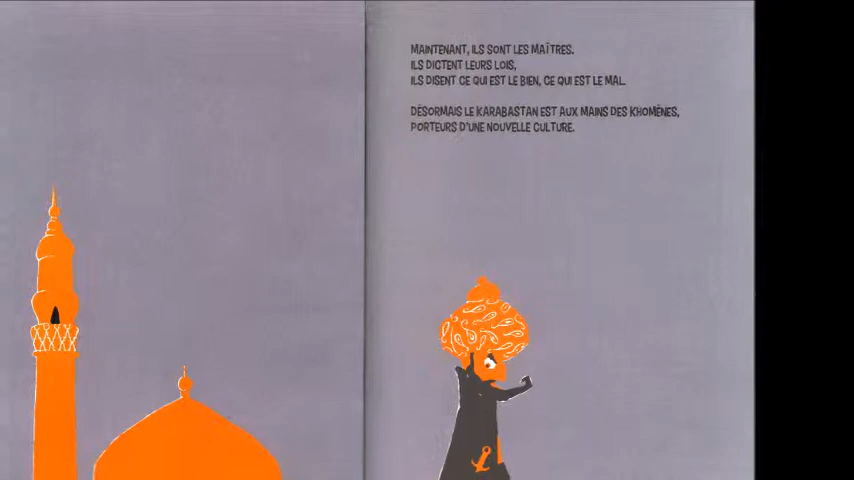 MAINTENANT, ILS SONT LES MAÎTRES.
ILS DICTENT LEURS LOIS,
ILS DISENT CE QUI EST LE BIEN, CE QUI EST LE MAL.
DÉSORMAIS LE KARABASTAN EST AUX MAINS DES KHOMÈNES,
PORTEURS D'UNE NOUVELLE CULTURE.